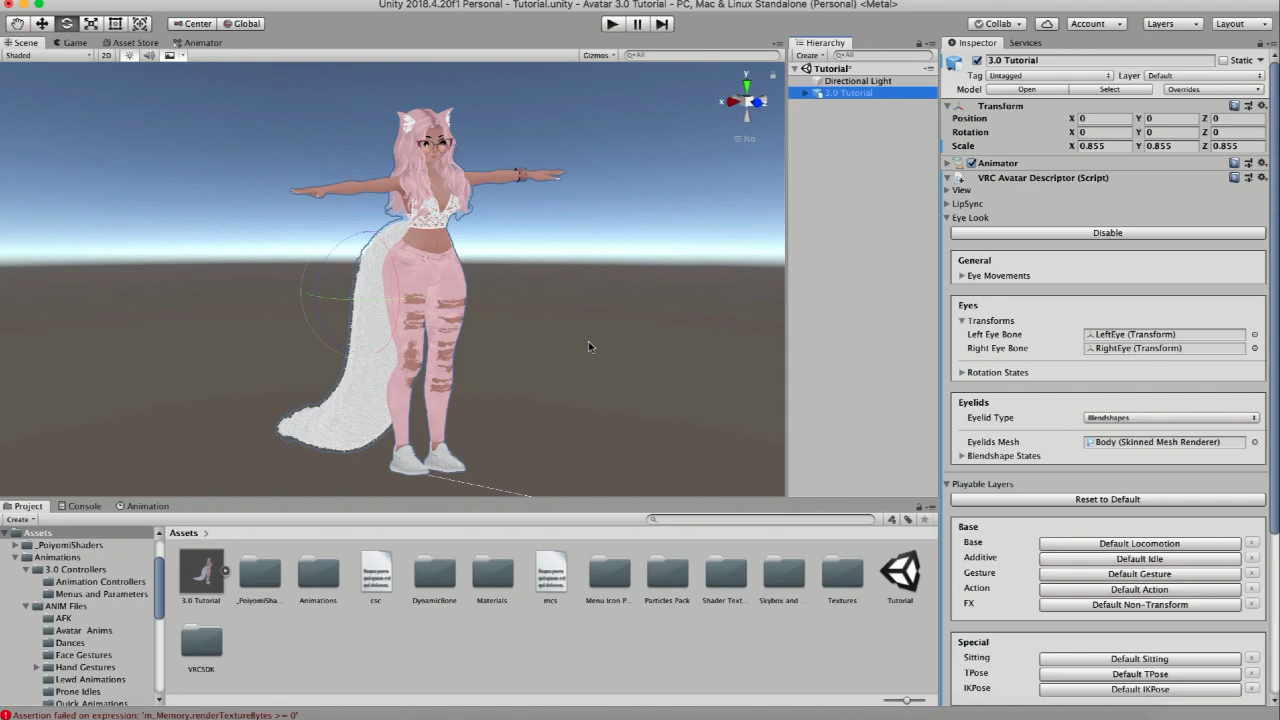 Unity 2018.4.20f1 Personal - Tutorial.unity - Avatar 3.0 Tutorial - PC, Mac & Linux Standalone (Personal) <Metal>
Center Global Collab Account Layers Layout
Scene Game Asset Store Animator
Shaded 2D Gizmos All
y
x
z
Iso
Hierarchy
Create All
Tutorial*
Directional Light
3.0 Tutorial
Inspector Services
3.0 Tutorial Static
Tag Untagged Layer Default
Model Open Select Overrides
Transform
Position X 0 Y 0 Z 0
Rotation X 0 Y 0 Z 0
Scale X 0.855 Y 0.855 Z 0.855
Animator
VRC Avatar Descriptor (Script)
View
LipSync
Eye Look
Disable
General
Eye Movements
Eyes
Transforms
Left Eye Bone LeftEye (Transform)
Right Eye Bone RightEye (Transform)
Rotation States
Eyelids
Eyelid Type Blendshapes
Eyelids Mesh Body (Skinned Mesh Renderer)
Blendshape States
Playable Layers
Reset to Default
Base
Base Default Locomotion
Additive Default Idle
Gesture Default Gesture
Action Default Action
FX Default Non-Transform
Special
Sitting Default Sitting
TPose Default TPose
IKPose Default IKPose
Project Console Animation
Create
Assets
_PoiyomiShaders
Animations
3.0 Controllers
Animation Controllers
Menus and Parameters
ANIM Files
AFK
Avatar Anims
Dances
Face Gestures
Hand Gestures
Lewd Animations
Prone Idles
Quick Animations
Assets
3.0 Tutorial _PoiyomiSha... Animations csc DynamicBone Materials mcs Menu Icon P... Particles Pack Shader Text... Skybox and ... Textures Tutorial
VRCSDK
Assertion failed on expression: 'm_Memory.renderTextureBytes >= 0'